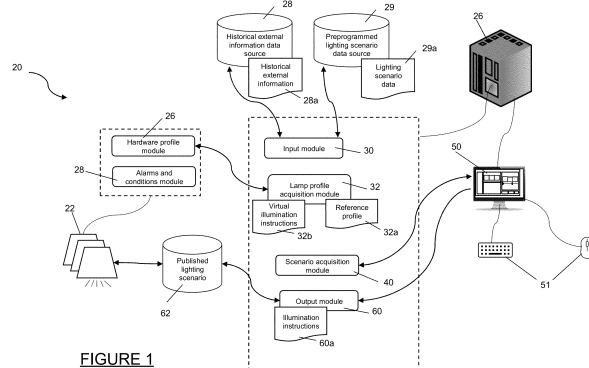 28
29
26
Historical external
information data
source
Preprogrammed
lighting scenario
data source
29a
20
Historical
external
information
28a
Lighting
scenario
data
26
Hardware profile
module
Input module
30
50
28
Alarms and
conditions module
Lamp profile
acquisition module
32
22
Virtual
illumination
instructions
Reference
profile
32b
32a
Published
lighting
scenario
Scenario acquisition
module
40
51
62
Output module
60
Illumination
instructions
60a
FIGURE 1